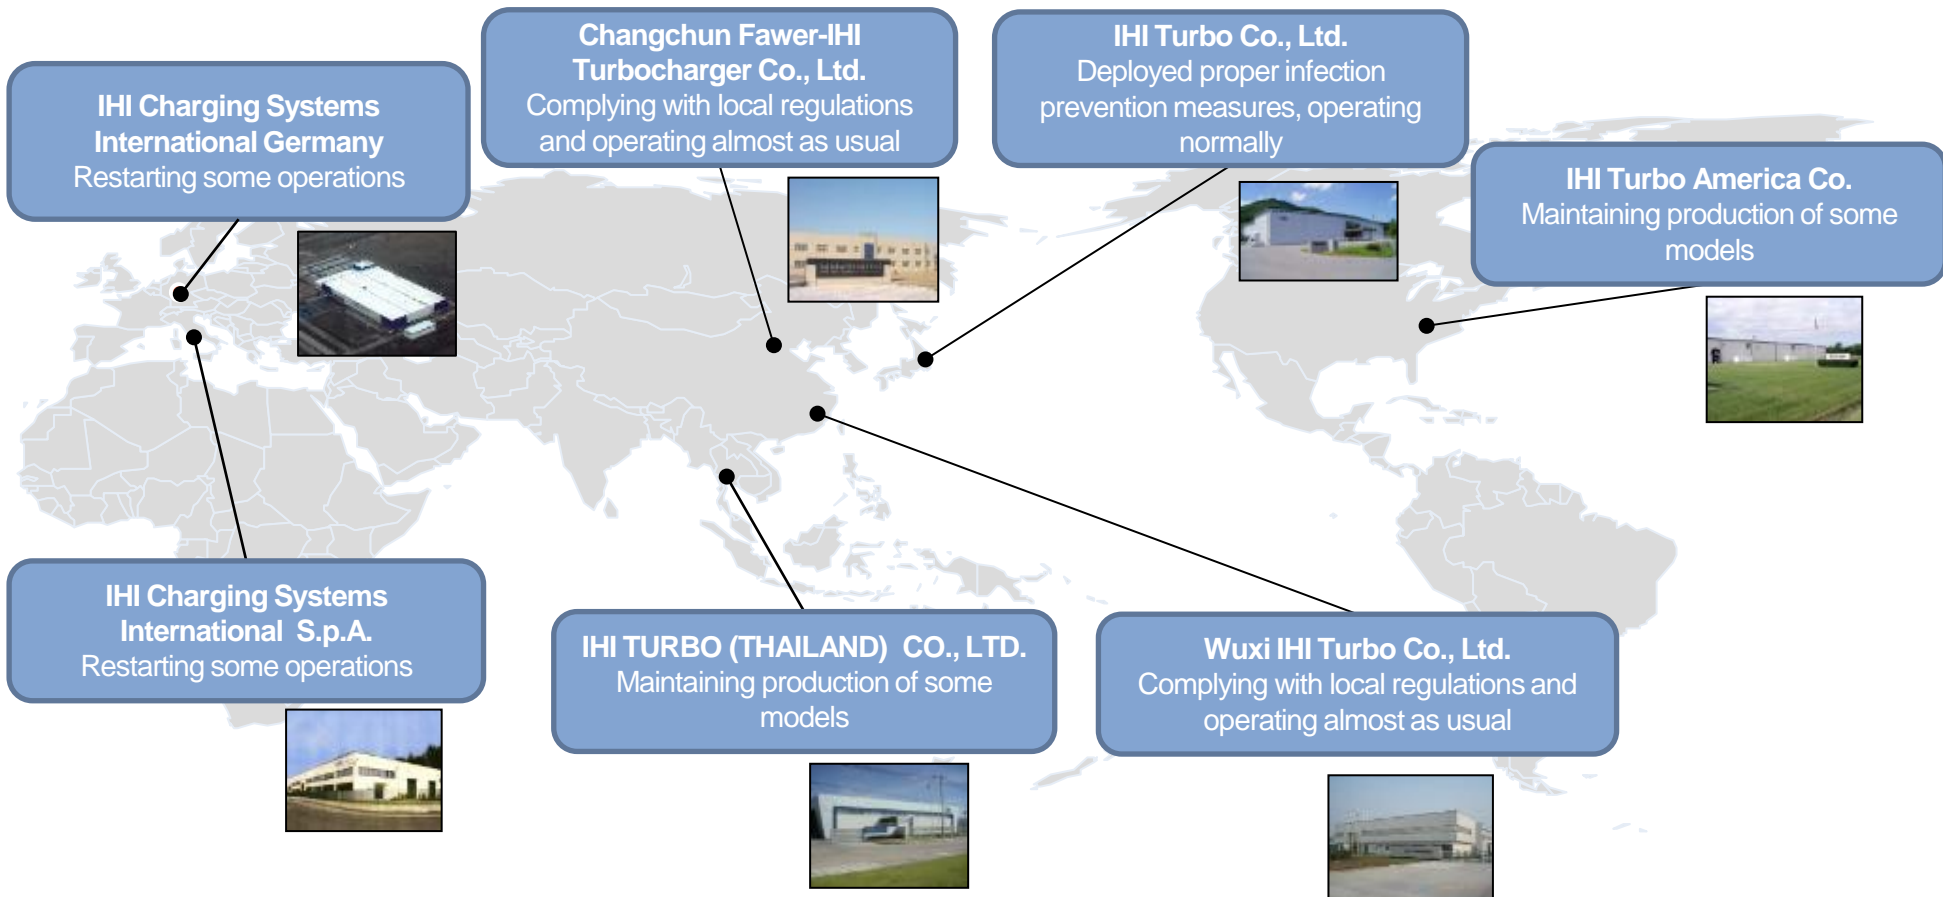 Changchun Fawer-IHI
Turbocharger Co., Ltd.
Complying with local regulations
and operating almost as usual
IHI Turbo Co., Ltd.
Deployed proper infection
prevention measures, operating
normally
IHI Charging Systems
International Germany
Restarting some operations
IHI Turbo America Co.
Maintaining production of some
models
IHI Charging Systems
International S.p.A.
Restarting some operations
IHI TURBO (THAILAND) CO., LTD.
Maintaining production of some
models
Wuxi IHI Turbo Co., Ltd.
Complying with local regulations and
operating almost as usual